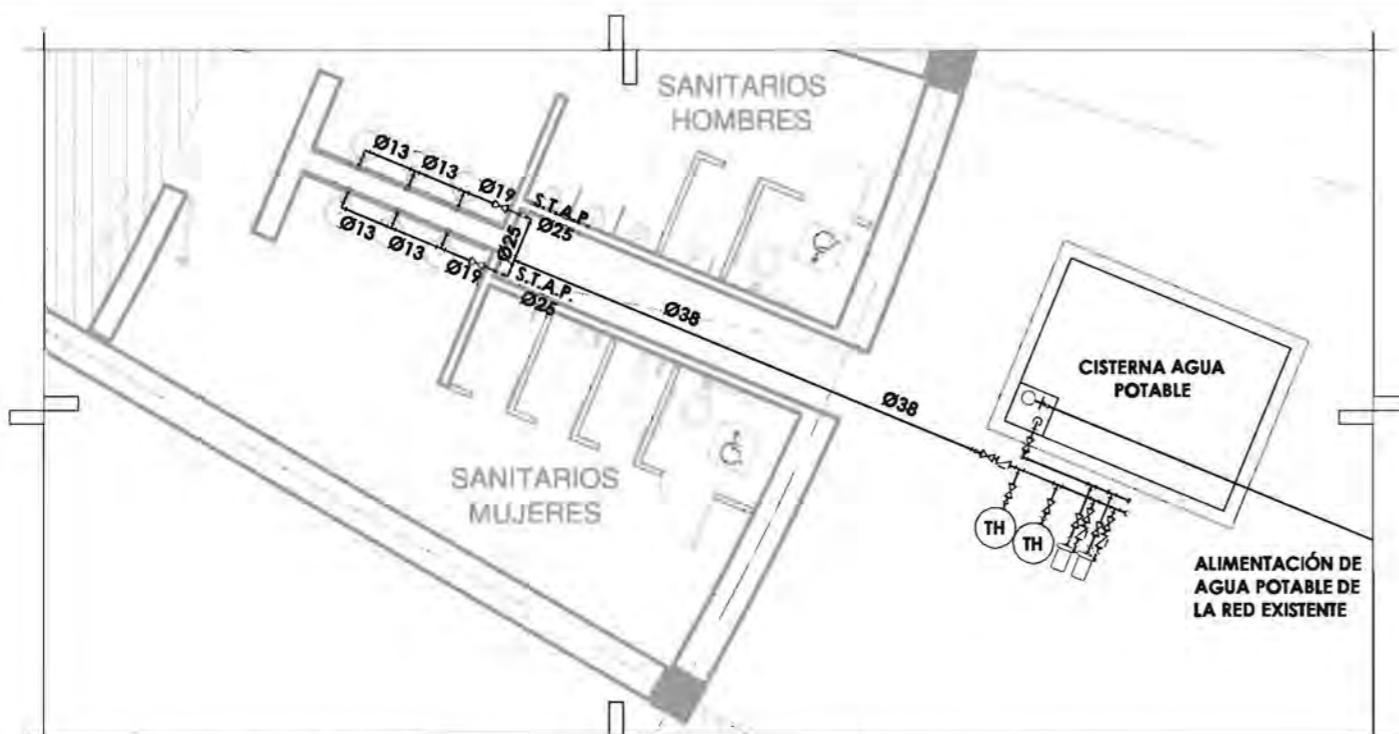 SANITARIOS
HOMBRES
Ø13
Ø13
Ø19
S.T.A.P.
Ø25
Ø25
Ø13
Ø13
Ø19
S.T.A.P.
Ø25
Ø38
Ø38
CISTERNA AGUA
POTABLE
SANITARIOS
MUJERES
TH
TH
ALIMENTACIÓN DE
AGUA POTABLE DE
LA RED EXISTENTE